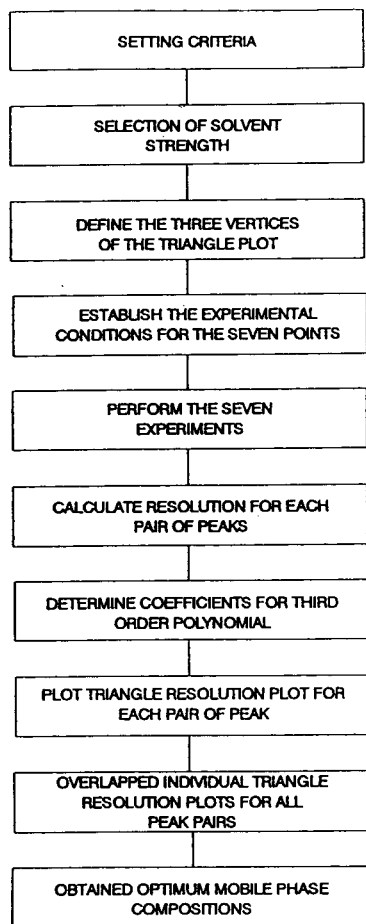 SETTING CRITERIA
SELECTION OF SOLVENT
STRENGTH
DEFINE THE THREE VERTICES
OF THE TRIANGLE PLOT
ESTABLISH THE EXPERIMENTAL
CONDITIONS FOR THE SEVEN POINTS
PERFORM THE SEVEN
EXPERIMENTS
CALCULATE RESOLUTION FOR EACH
PAIR OF PEAKS
DETERMINE COEFFICIENTS FOR THIRD
ORDER POLYNOMIAL
PLOT TRIANGLE RESOLUTION PLOT FOR
EACH PAIR OF PEAK
OVERLAPPED INDIVIDUAL TRIANGLE
RESOLUTION PLOTS FOR ALL
PEAK PAIRS
OBTAINED OPTIMUM MOBILE PHASE
COMPOSITIONS